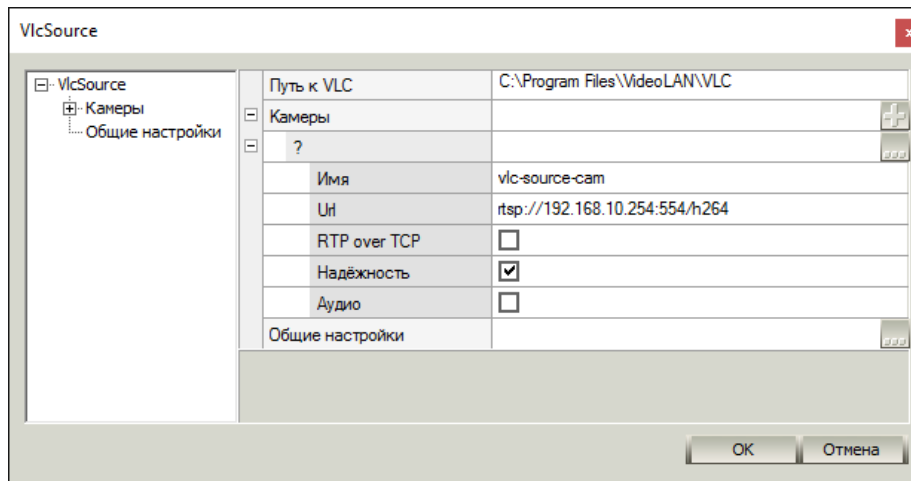 VlcSource
VlcSource
Камеры
Общие настройки
Путь к VLC C:\Program Files\VideoLAN\VLC
Камеры
?
Имя vlc-source-cam
Url rtsp://192.168.10.254:554/h264
RTP over TCP
Надёжность
Аудио
Общие настройки
OK Отмена